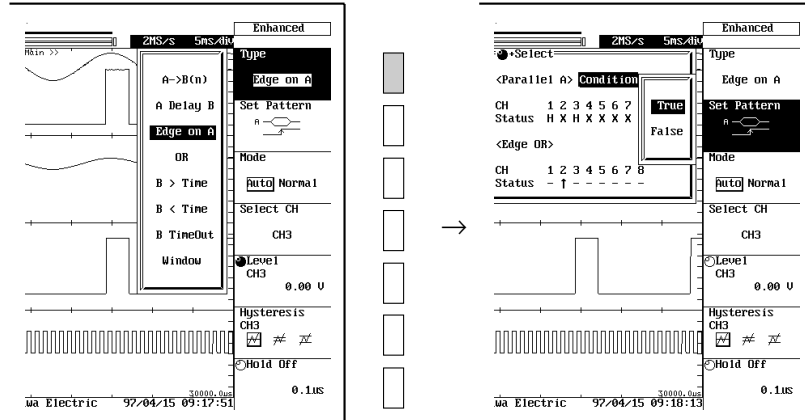 Enhanced
2MS/s 5ms/div
Main >>
Type
Edge on A
A->B(n)
A Delay B
Edge on A
OR
B > Time
B < Time
B TimeOut
Window
Set Pattern
A
Mode
Auto Normal
Select CH
CH3
Level
CH3
0.00 V
Hysteresis
CH3
Hold Off
0.1us
30000.0us
wa Electric 97/04/15 09:17:51
→
Enhanced
2MS/s 5ms/div
Select
<Parallel A> Condition
True
False
CH 1 2 3 4 5 6 7
Status H X H X X X X
<Edge OR>
CH 1 2 3 4 5 6 7 8
Status - ↑ - - - - - -
Type
Edge on A
Set Pattern
A
Mode
Auto Normal
Select CH
CH3
Level
CH3
0.00 V
Hysteresis
CH3
Hold Off
0.1us
30000.0us
wa Electric 97/04/15 09:18:13